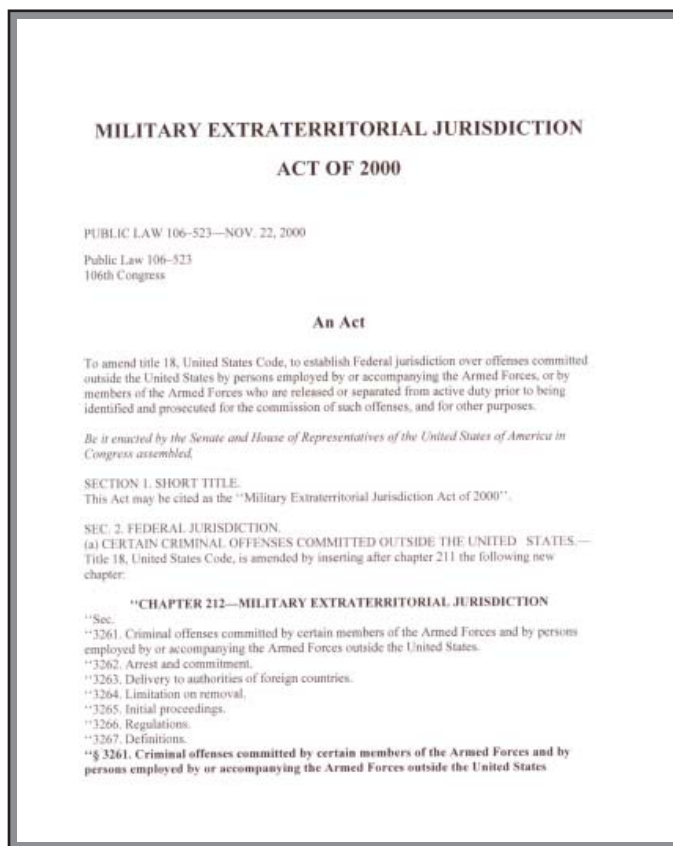 MILITARY EXTRATERRITORIAL JURISDICTION
ACT OF 2000
PUBLIC LAW 106–523—NOV. 22, 2000
Public Law 106–523
106th Congress
An Act
To amend title 18, United States Code, to establish Federal jurisdiction over offenses committed
outside the United States by persons employed by or accompanying the Armed Forces, or by
members of the Armed Forces who are released or separated from active duty prior to being
identified and prosecuted for the commission of such offenses, and for other purposes.
Be it enacted by the Senate and House of Representatives of the United States of America in
Congress assembled,
SECTION 1. SHORT TITLE.
This Act may be cited as the ''Military Extraterritorial Jurisdiction Act of 2000''.
SEC. 2. FEDERAL JURISDICTION.
(a) CERTAIN CRIMINAL OFFENSES COMMITTED OUTSIDE THE UNITED STATES.—
Title 18, United States Code, is amended by inserting after chapter 211 the following new
chapter:
''CHAPTER 212—MILITARY EXTRATERRITORIAL JURISDICTION
''Sec.
''3261. Criminal offenses committed by certain members of the Armed Forces and by persons
employed by or accompanying the Armed Forces outside the United States.
''3262. Arrest and commitment.
''3263. Delivery to authorities of foreign countries.
''3264. Limitation on removal.
''3265. Initial proceedings.
''3266. Regulations.
''3267. Definitions.
''§ 3261. Criminal offenses committed by certain members of the Armed Forces and by
persons employed by or accompanying the Armed Forces outside the United States